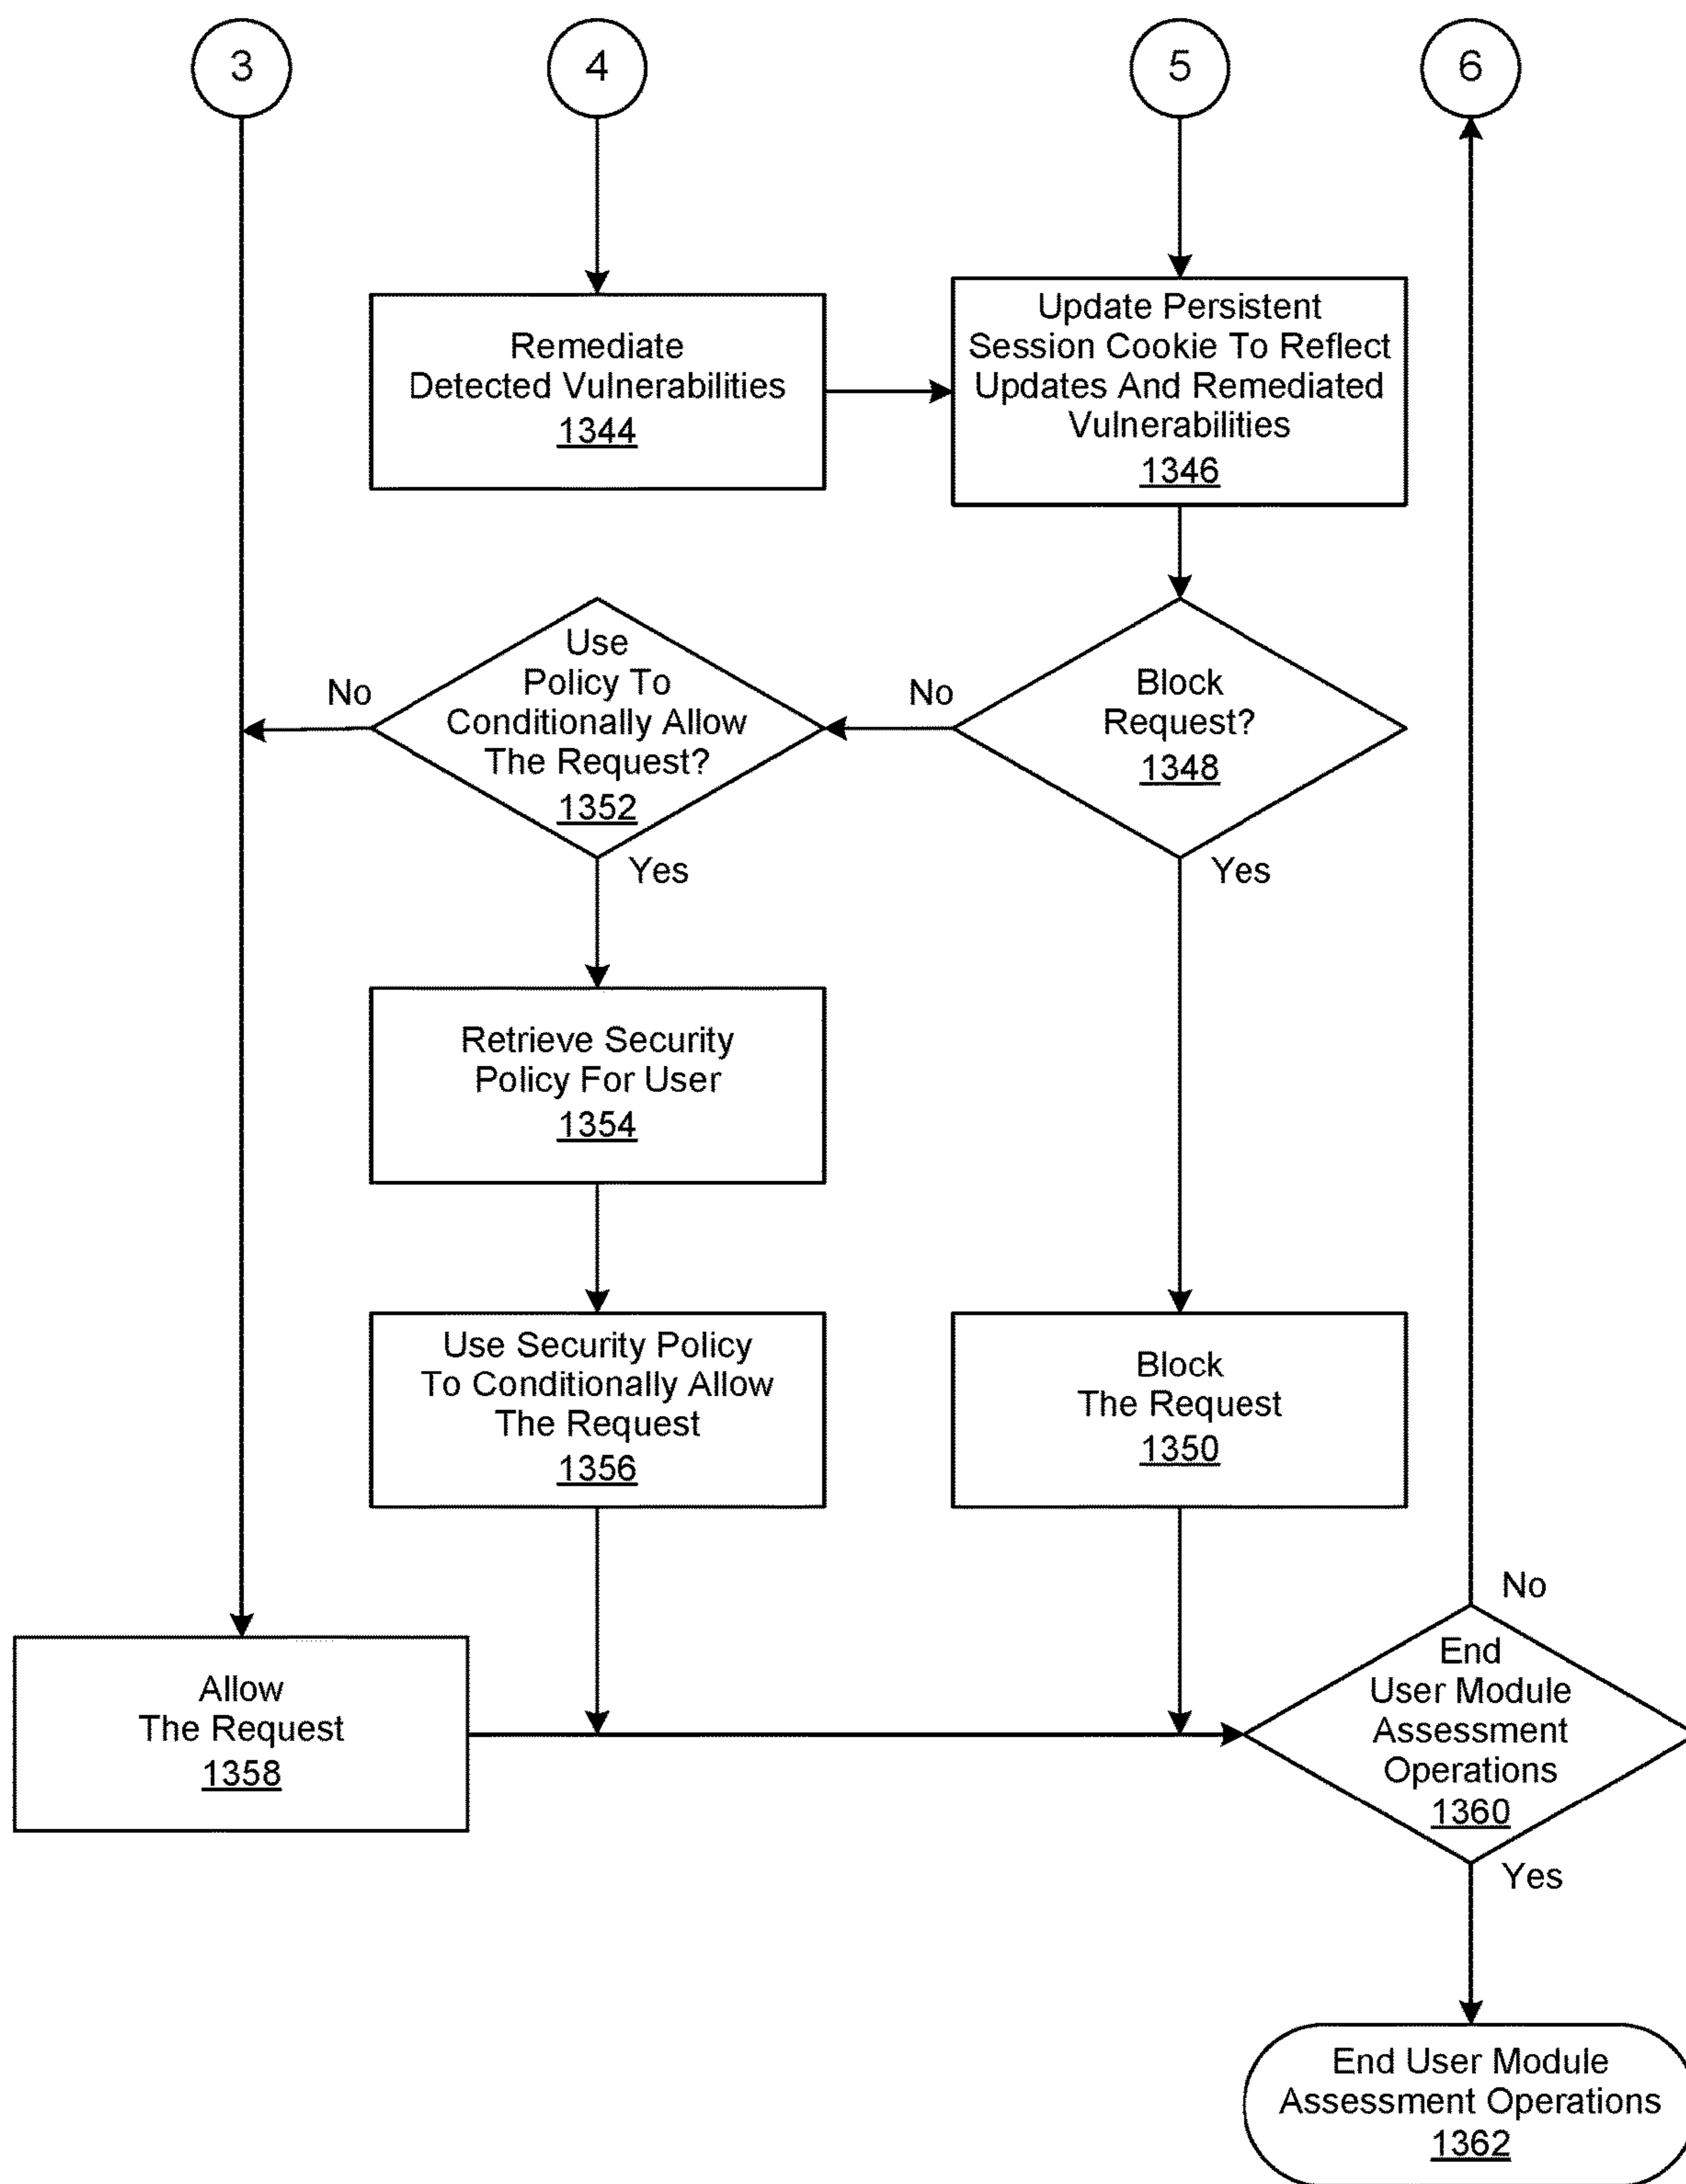 3
4
5
6
Remediate
Detected Vulnerabilities
1344
Update Persistent
Session Cookie To Reflect
Updates And Remediated
Vulnerabilities
1346
Use
Policy To
Conditionally Allow
The Request?
1352
No
Yes
Block
Request?
1348
No
Yes
Retrieve Security
Policy For User
1354
Use Security Policy
To Conditionally Allow
The Request
1356
Block
The Request
1350
Allow
The Request
1358
No
End
User Module
Assessment
Operations
1360
Yes
End User Module
Assessment Operations
1362